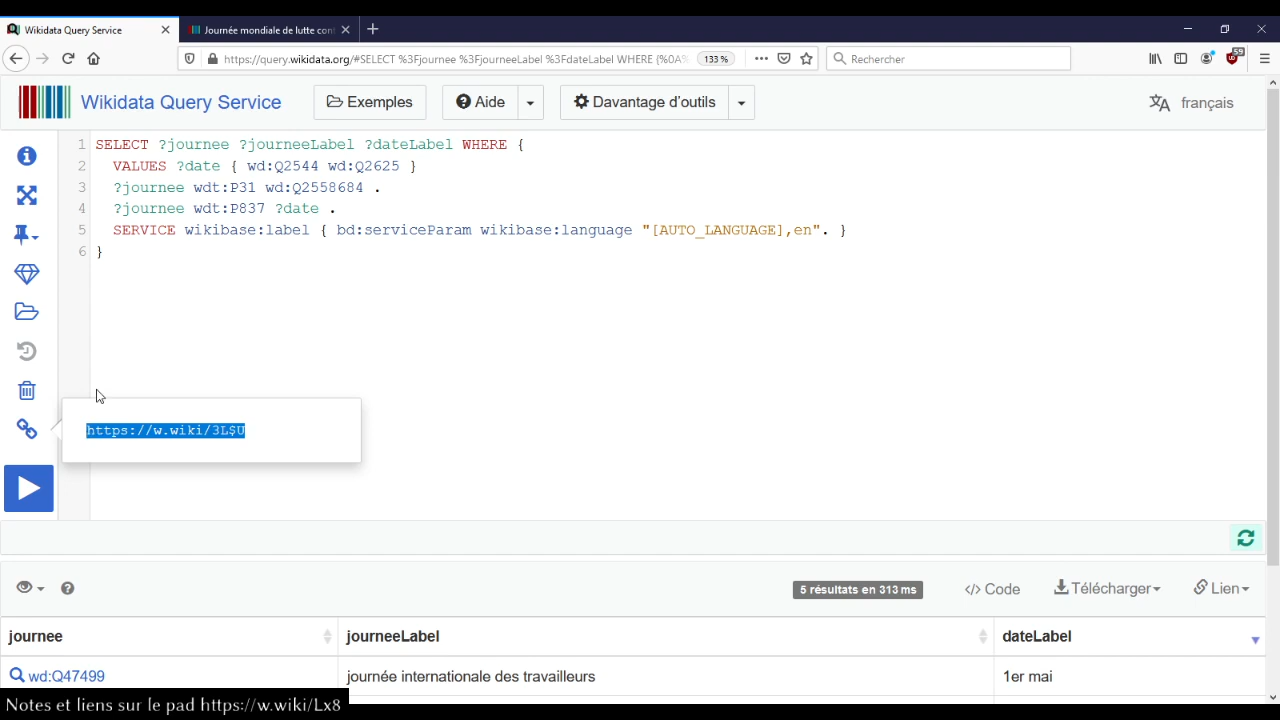 Wikidata Query Service
Journée mondiale de lutte cont
https://query.wikidata.org/#SELECT %3Fjournee %3FjourneeLabel %3FdateLabel WHERE {%0A%
133 %
Rechercher
59
Wikidata Query Service
Exemples
Aide
Davantage d'outils
français
1 SELECT ?journee ?journeeLabel ?dateLabel WHERE {
2 VALUES ?date { wd:Q2544 wd:Q2625 }
3 ?journee wdt:P31 wd:Q2558684 .
4 ?journee wdt:P837 ?date .
5 SERVICE wikibase:label { bd:serviceParam wikibase:language "[AUTO_LANGUAGE],en". }
6 }
https://w.wiki/3L$U
5 résultats en 313 ms
</> Code
Télécharger
Lien
journee journeeLabel dateLabel
wd:Q47499 journée internationale des travailleurs 1er mai
Notes et liens sur le pad https://w.wiki/Lx8